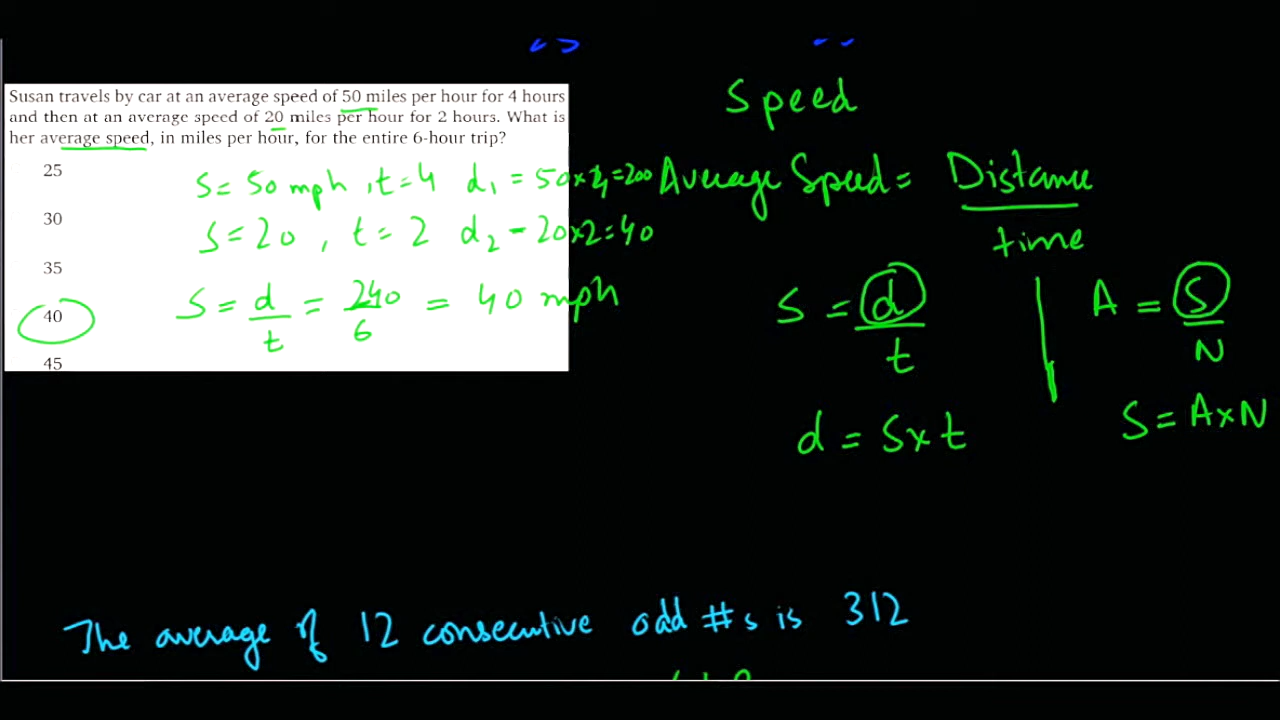 Speed
Susan travels by car at an average speed of 50 miles per hour for 4 hours
and then at an average speed of 20 miles per hour for 2 hours. What is
her average speed, in miles per hour, for the entire 6-hour trip?
25
30
35
40
45
S = 50 mph, t = 4 d₁ = 50 × 4 = 200
S = 20, t = 2 d₂ = 20 × 2 = 40
S = d/t = 240/6 = 40 mph
Average Speed = Distance
time
S = d/t
A = S/N
d = S × t
S = A × N
The average of 12 consecutive odd #s is 312